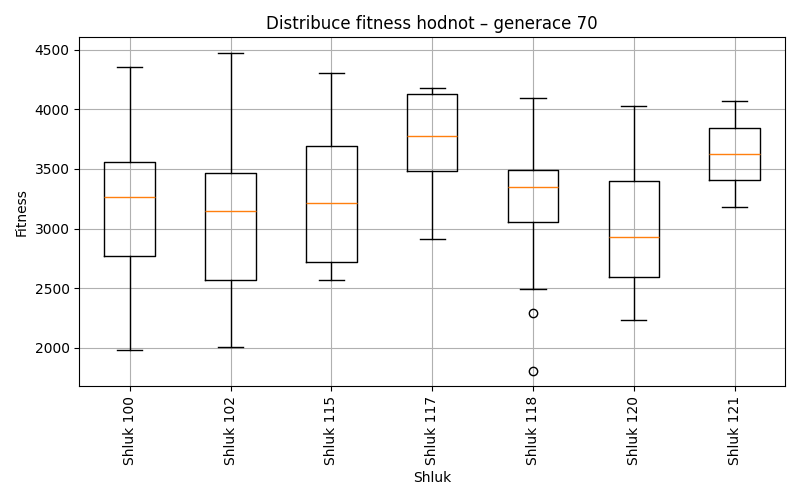 Distribuce fitness hodnot – generace 70
Fitness
4500
4000
3500
3000
2500
2000
Shluk 100
Shluk 102
Shluk 115
Shluk 117
Shluk 118
Shluk 120
Shluk 121
Shluk